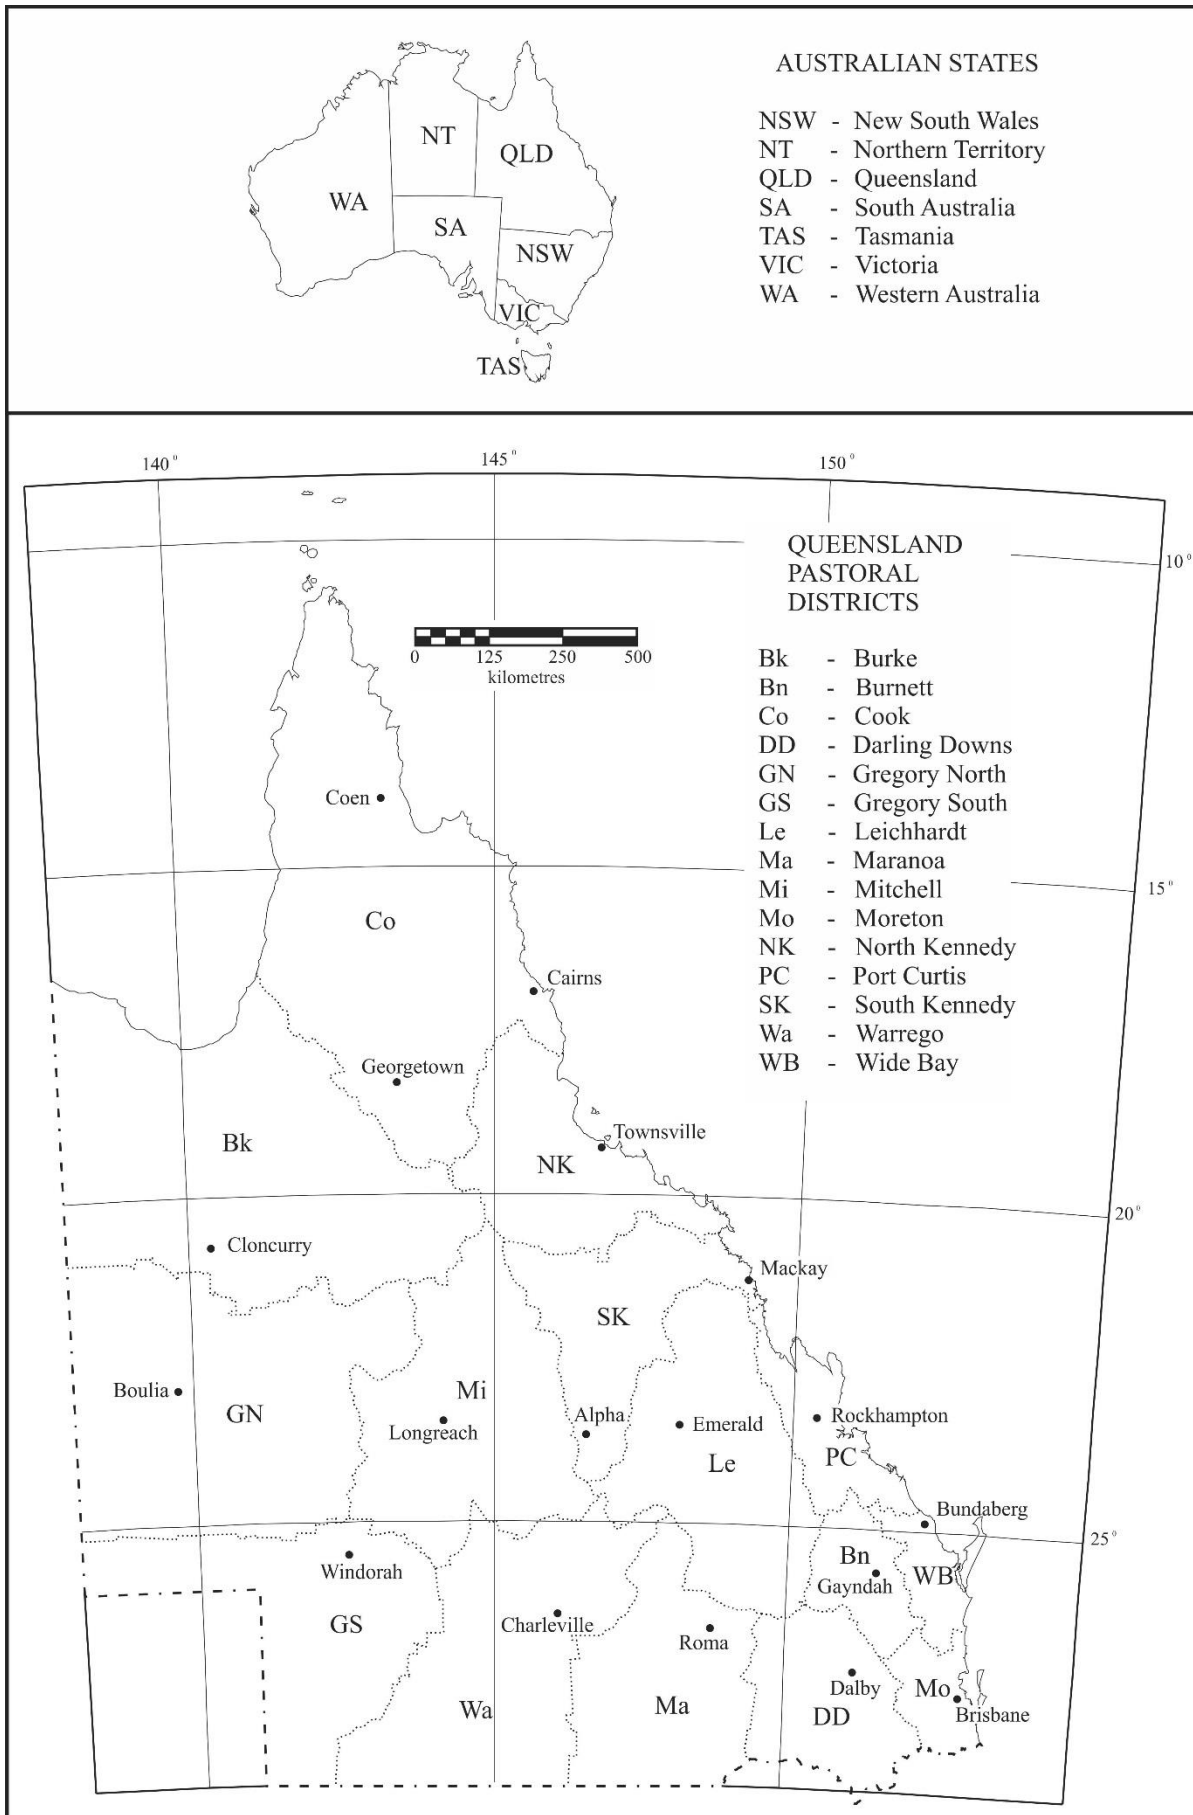 AUSTRALIAN STATES
NSW - New South Wales
NT - Northern Territory
QLD - Queensland
SA - South Australia
TAS - Tasmania
VIC - Victoria
WA - Western Australia
NT
QLD
WA
SA
NSW
VIC
TAS
140°
145°
150°
10°
15°
20°
25°
QUEENSLAND
PASTORAL
DISTRICTS
Bk - Burke
Bn - Burnett
Co - Cook
DD - Darling Downs
GN - Gregory North
GS - Gregory South
Le - Leichhardt
Ma - Maranoa
Mi - Mitchell
Mo - Moreton
NK - North Kennedy
PC - Port Curtis
SK - South Kennedy
Wa - Warrego
WB - Wide Bay
0 125 250 500
kilometres
Coen
Co
Cairns
Georgetown
Townsville
Bk
NK
Cloncurry
Mackay
SK
Boulia
GN
Mi
Longreach
Alpha
Emerald
Rockhampton
Le
PC
Bundaberg
Windorah
Bn
Gayndah
WB
GS
Charleville
Roma
Dalby
Mo
Brisbane
Wa
Ma
DD